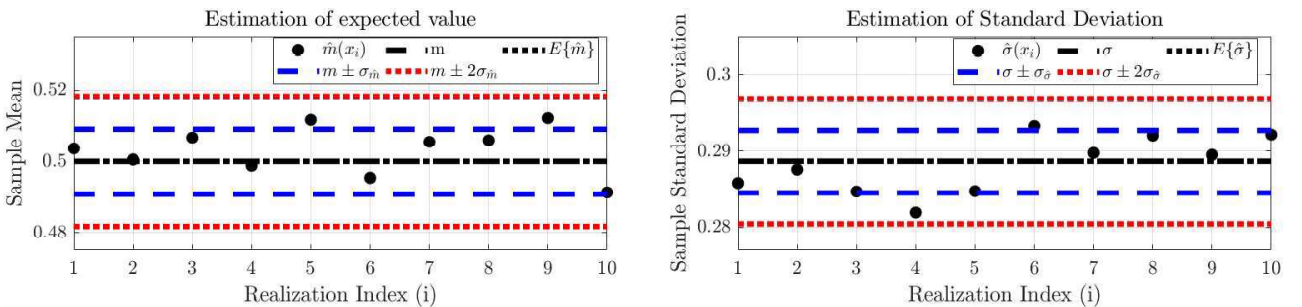 Estimation of expected value
m̂(x_i) m E{m̂}
m ± σ_m̂ m ± 2σ_m̂
Sample Mean
0.52
0.5
0.48
1 2 3 4 5 6 7 8 9 10
Realization Index (i)
Estimation of Standard Deviation
σ̂(x_i) σ E{σ̂}
σ ± σ_σ̂ σ ± 2σ_σ̂
Sample Standard Deviation
0.3
0.29
0.28
1 2 3 4 5 6 7 8 9 10
Realization Index (i)